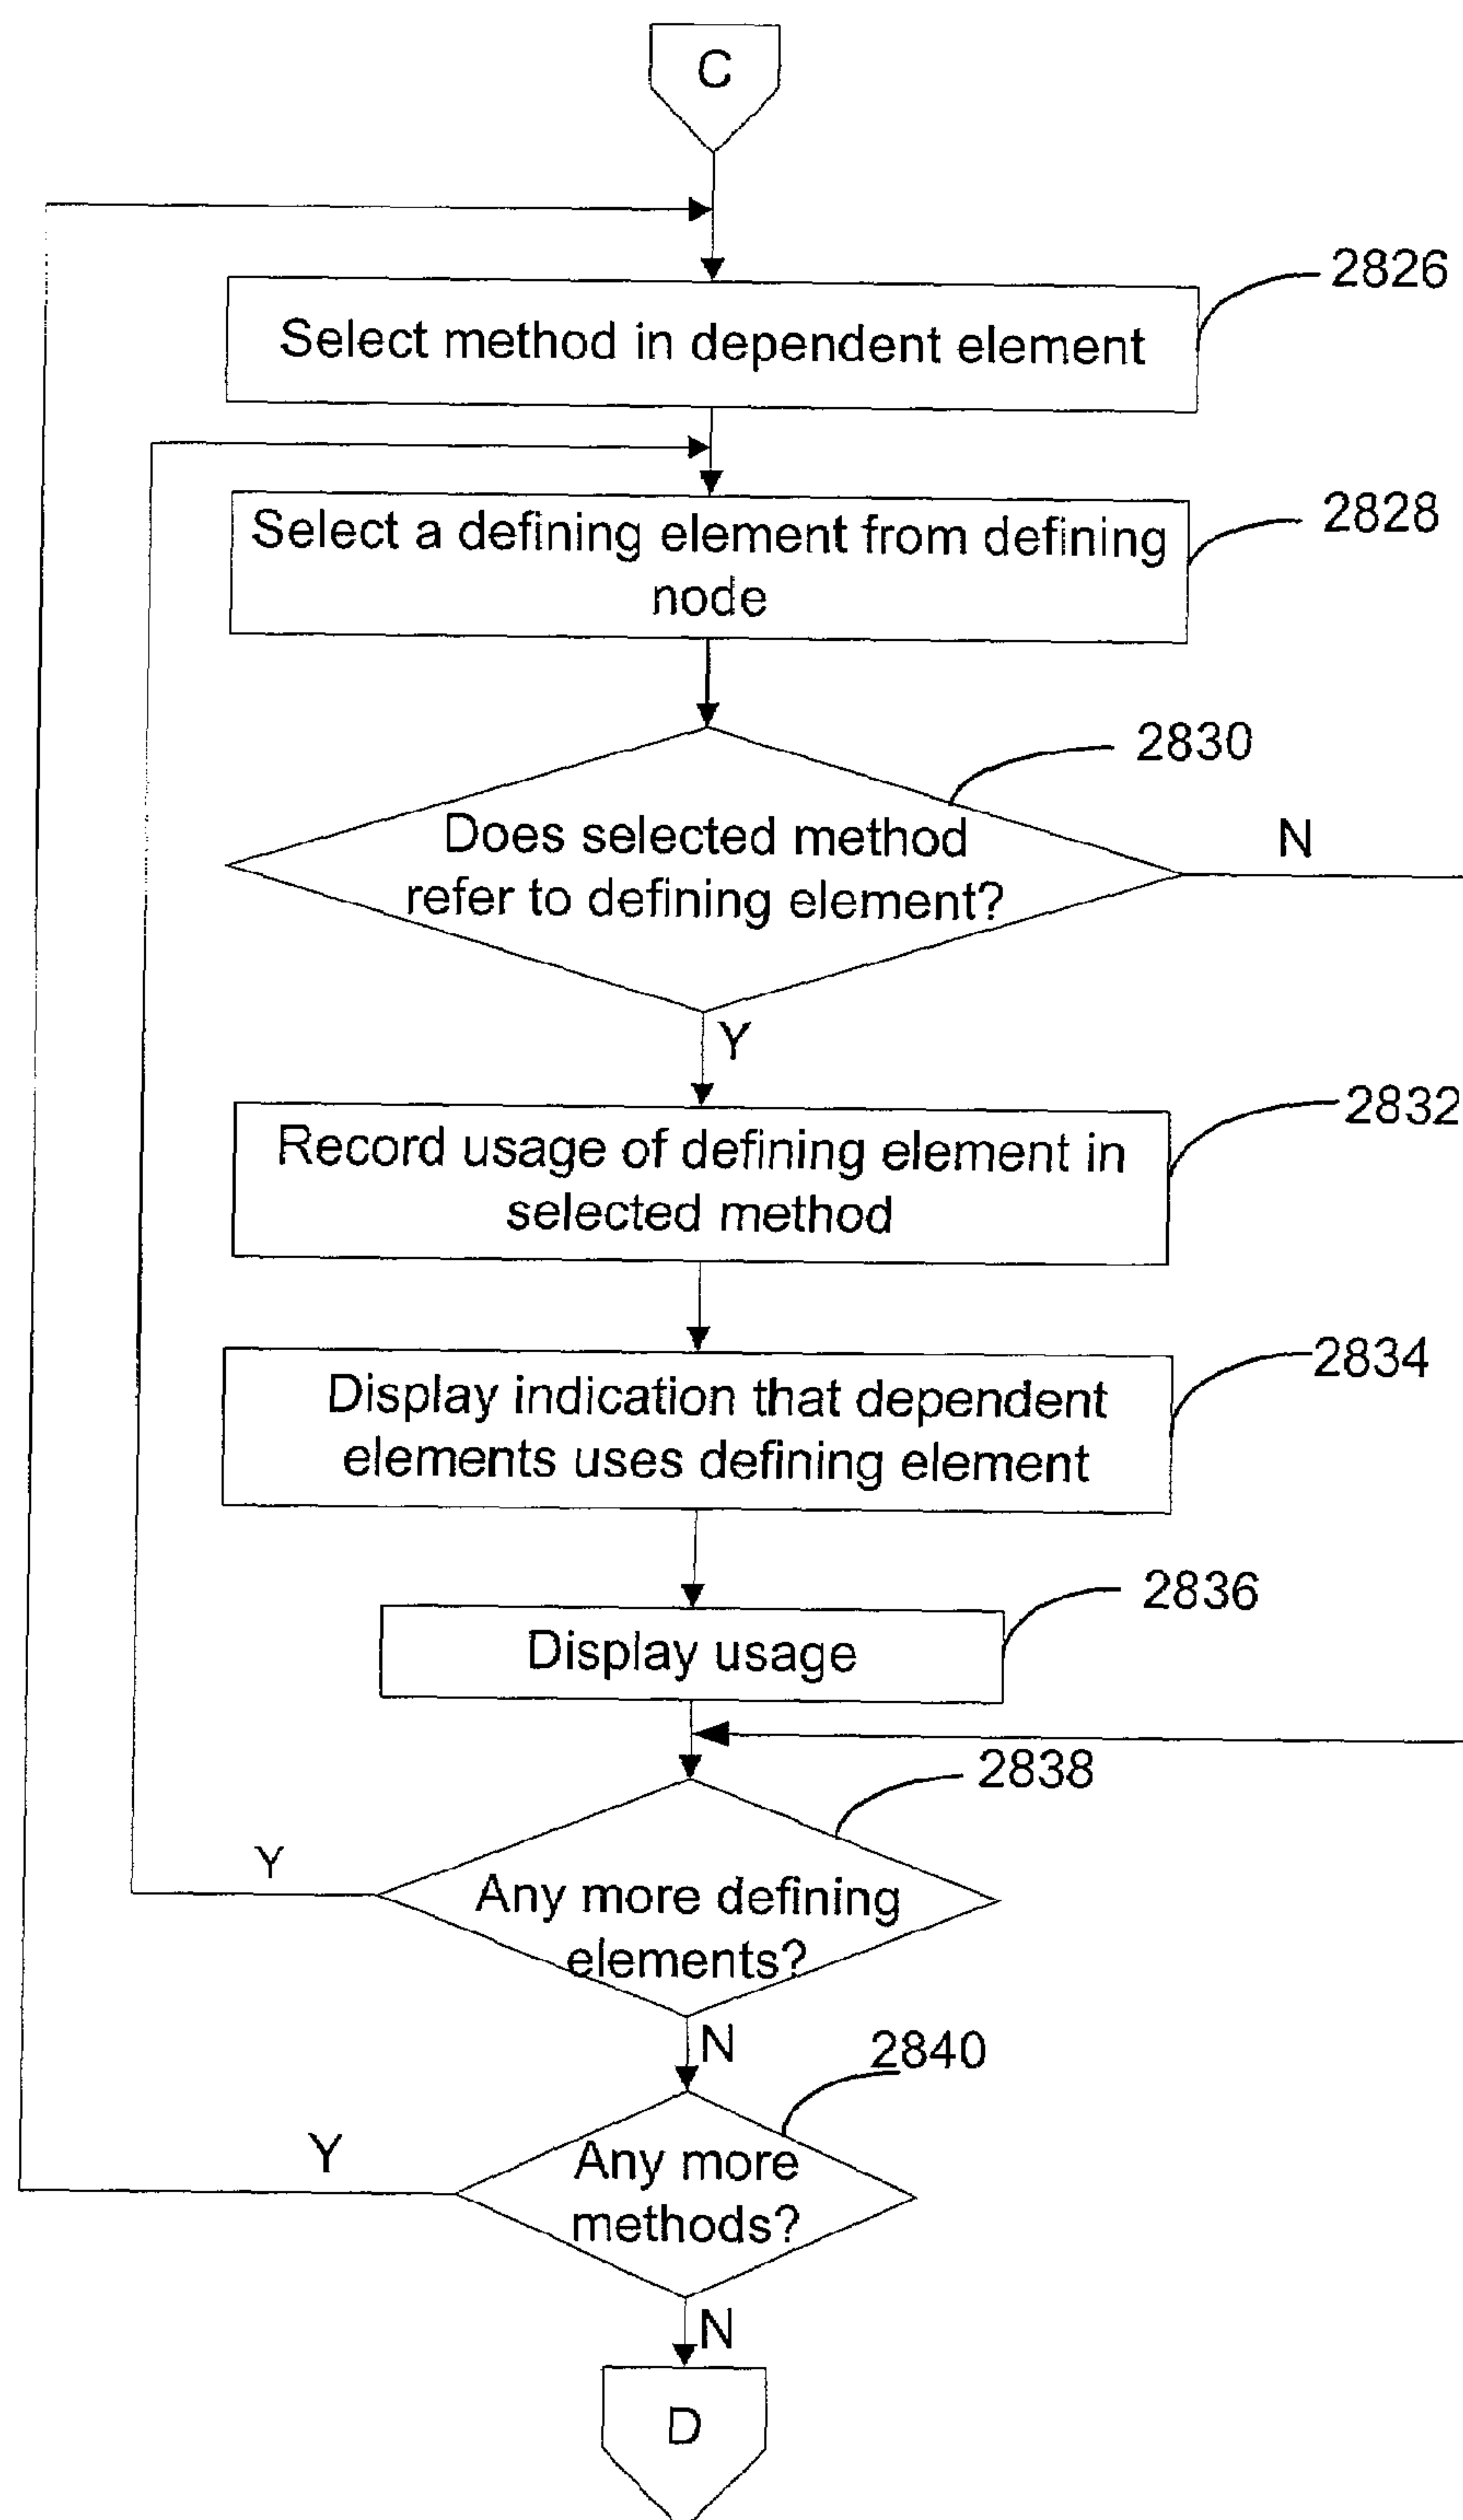 C
2826
Select method in dependent element
2828
Select a defining element from defining
node
2830
Does selected method
refer to defining element?
N
Y
2832
Record usage of defining element in
selected method
2834
Display indication that dependent
elements uses defining element
2836
Display usage
2838
Y
Any more defining
elements?
N
2840
Y
Any more
methods?
N
D